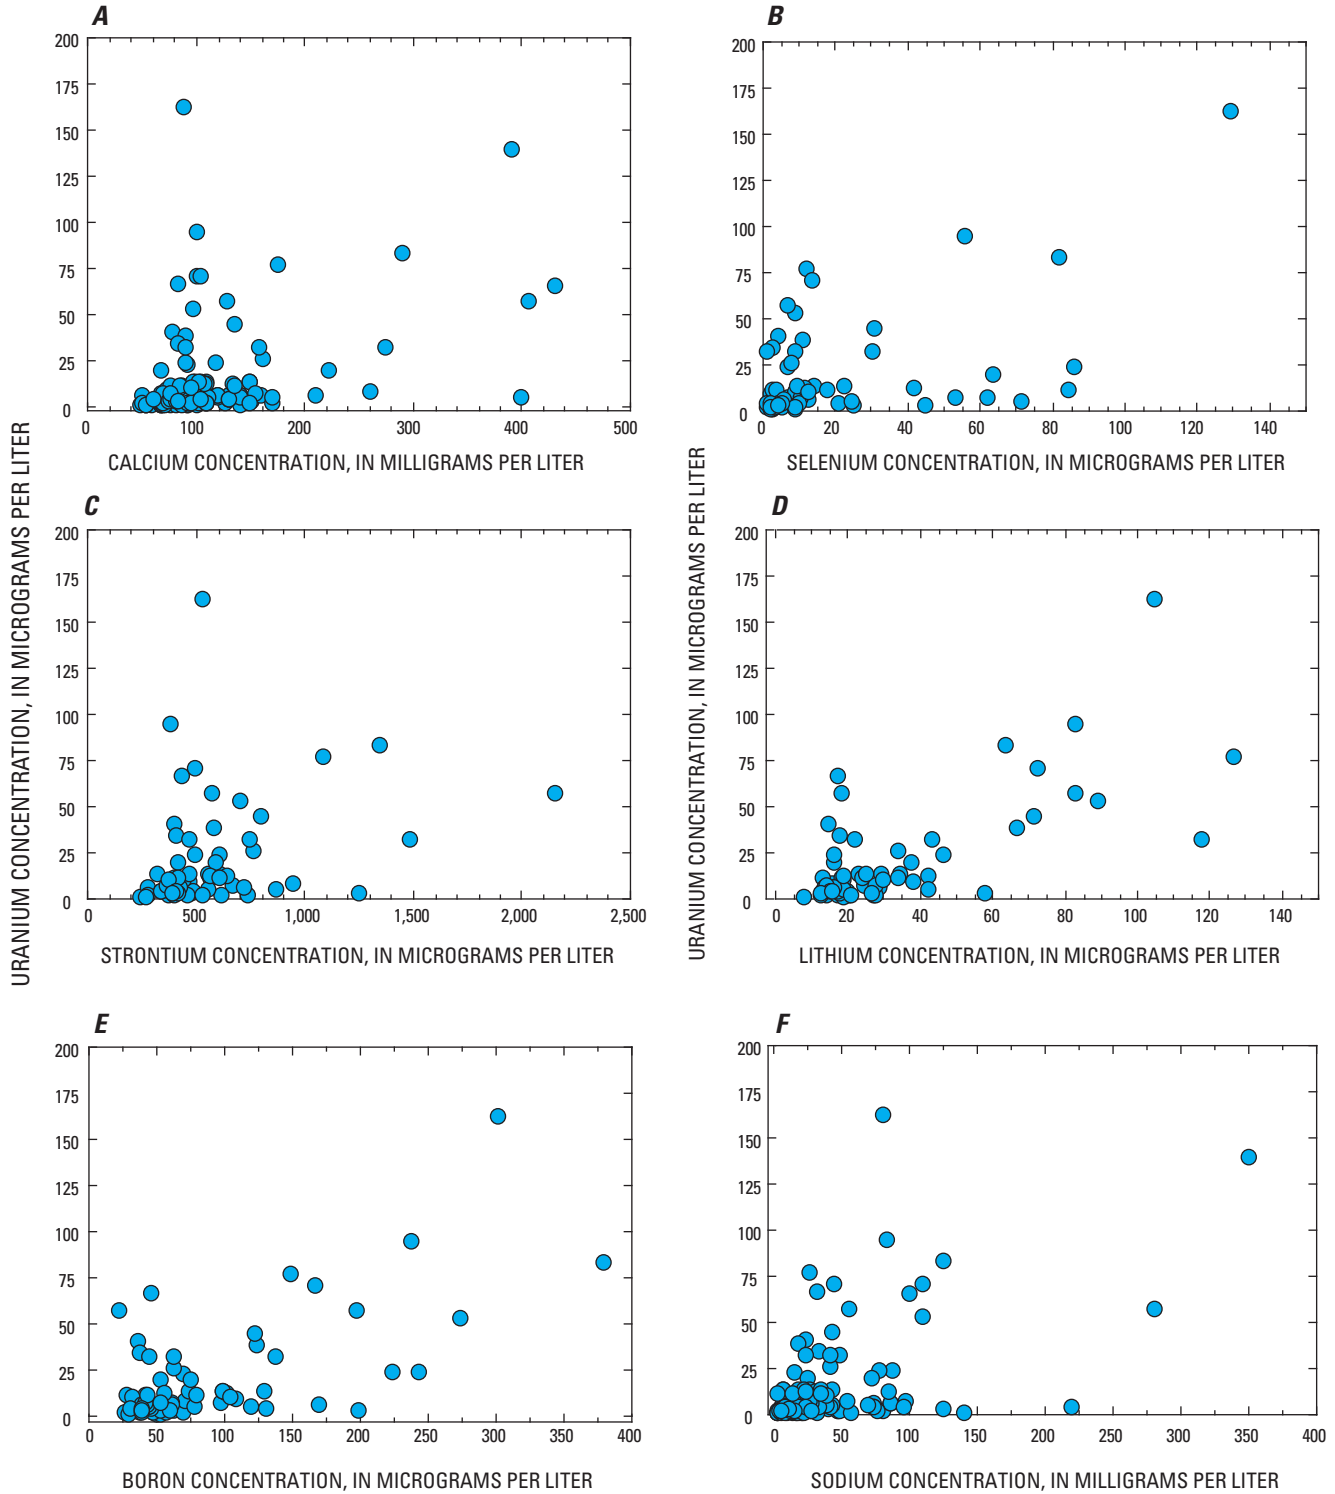 A
200
175
150
125
100
75
50
25
0
0 100 200 300 400 500
CALCIUM CONCENTRATION, IN MILLIGRAMS PER LITER
B
200
175
150
125
100
75
50
25
0
0 20 40 60 40 100 120 140
SELENIUM CONCENTRATION, IN MICROGRAMS PER LITER
URANIUM CONCENTRATION, IN MICROGRAMS PER LITER
URANIUM CONCENTRATION, IN MICROGRAMS PER LITER
C
200
175
150
125
100
75
50
25
0
0 500 1,000 1,500 2,000 2,500
STRONTIUM CONCENTRATION, IN MICROGRAMS PER LITER
D
200
175
150
125
100
75
50
25
0
0 20 40 60 80 100 120 140
LITHIUM CONCENTRATION, IN MICROGRAMS PER LITER
E
200
175
150
125
100
75
50
25
0
0 50 100 150 200 250 300 350 400
BORON CONCENTRATION, IN MICROGRAMS PER LITER
F
200
175
150
125
100
75
50
25
0
0 50 100 150 200 250 300 350 400
SODIUM CONCENTRATION, IN MILLIGRAMS PER LITER